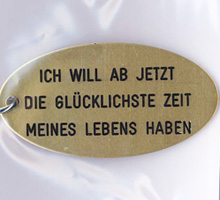 ICH WILL AB JETZT
DIE GLÜCKLICHSTE ZEIT
MEINES LEBENS HABEN